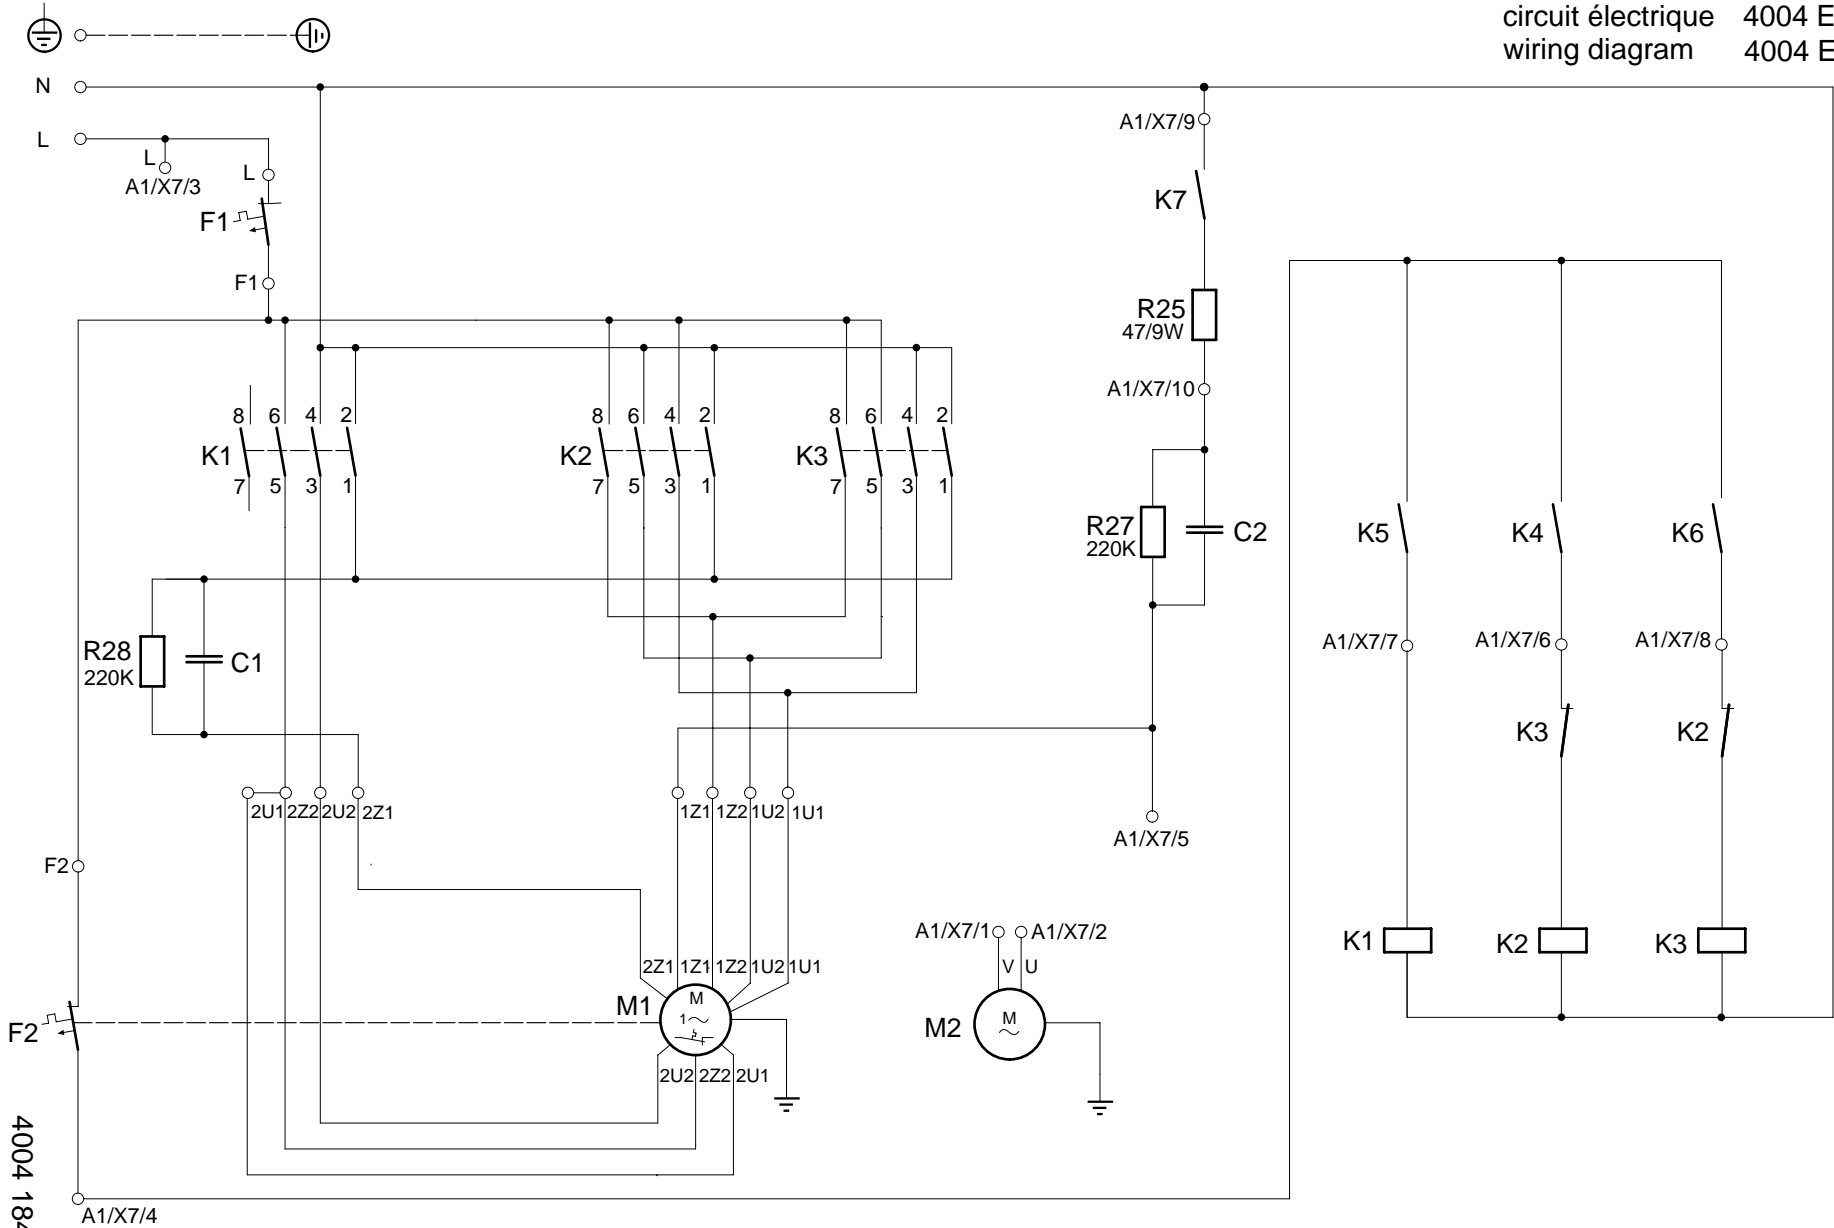 circuit électrique 4004 E
wiring diagram 4004 E
N
L
L
A1/X7/3
L
F1
F1
A1/X7/9
K7
R25
47/9W
A1/X7/10
8 6 4 2
K1
7 5 3 1
8 6 4 2
K2
7 5 3 1
8 6 4 2
K3
7 5 3 1
R27
220K
C2
K5
K4
K6
R28
220K
C1
A1/X7/7
A1/X7/6
A1/X7/8
K3
K2
2U1 2Z2 2U2 2Z1
1Z1 1Z2 1U2 1U1
A1/X7/5
F2
A1/X7/1
A1/X7/2
V U
K1
K2
K3
2Z1 1Z1 1Z2 1U2 1U1
M1
M
1
M2
M
F2
2U2 2Z2 2U1
4004 184
A1/X7/4